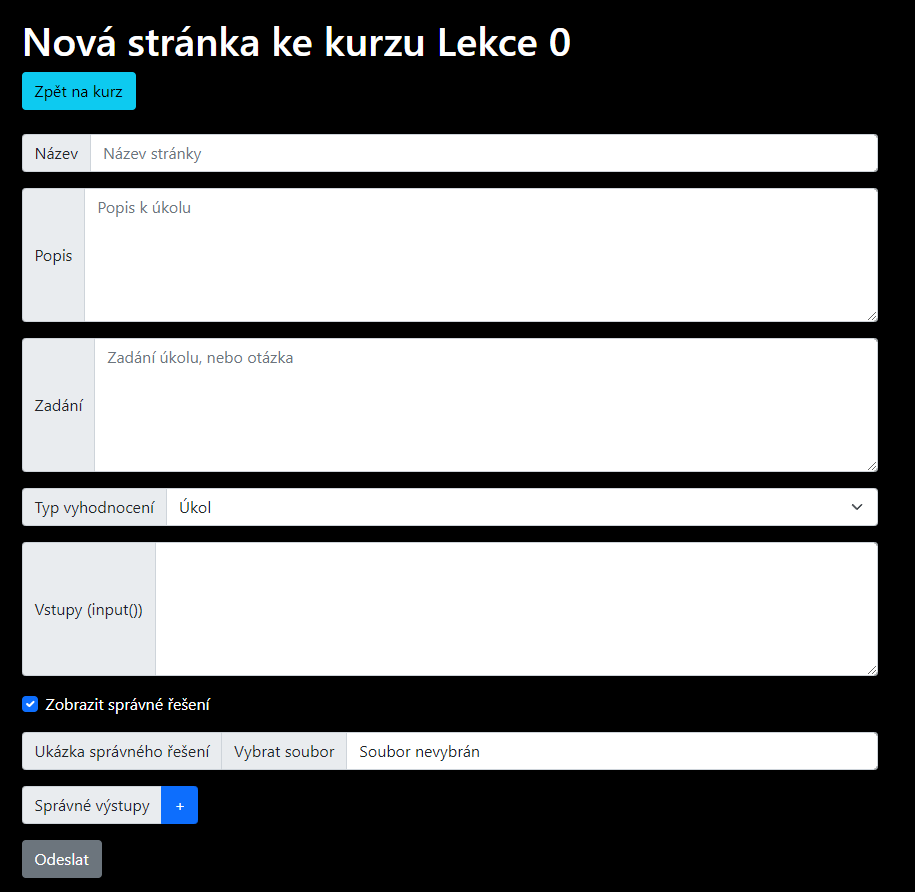 Nová stránka ke kurzu Lekce 0
Zpět na kurz
Název Název stránky
Popis k úkolu
Popis
Zadání úkolu, nebo otázka
Zadání
Typ vyhodnocení Úkol
Vstupy (input())
Zobrazit správné řešení
Ukázka správného řešení Vybrat soubor Soubor nevybrán
Správné výstupy +
Odeslat